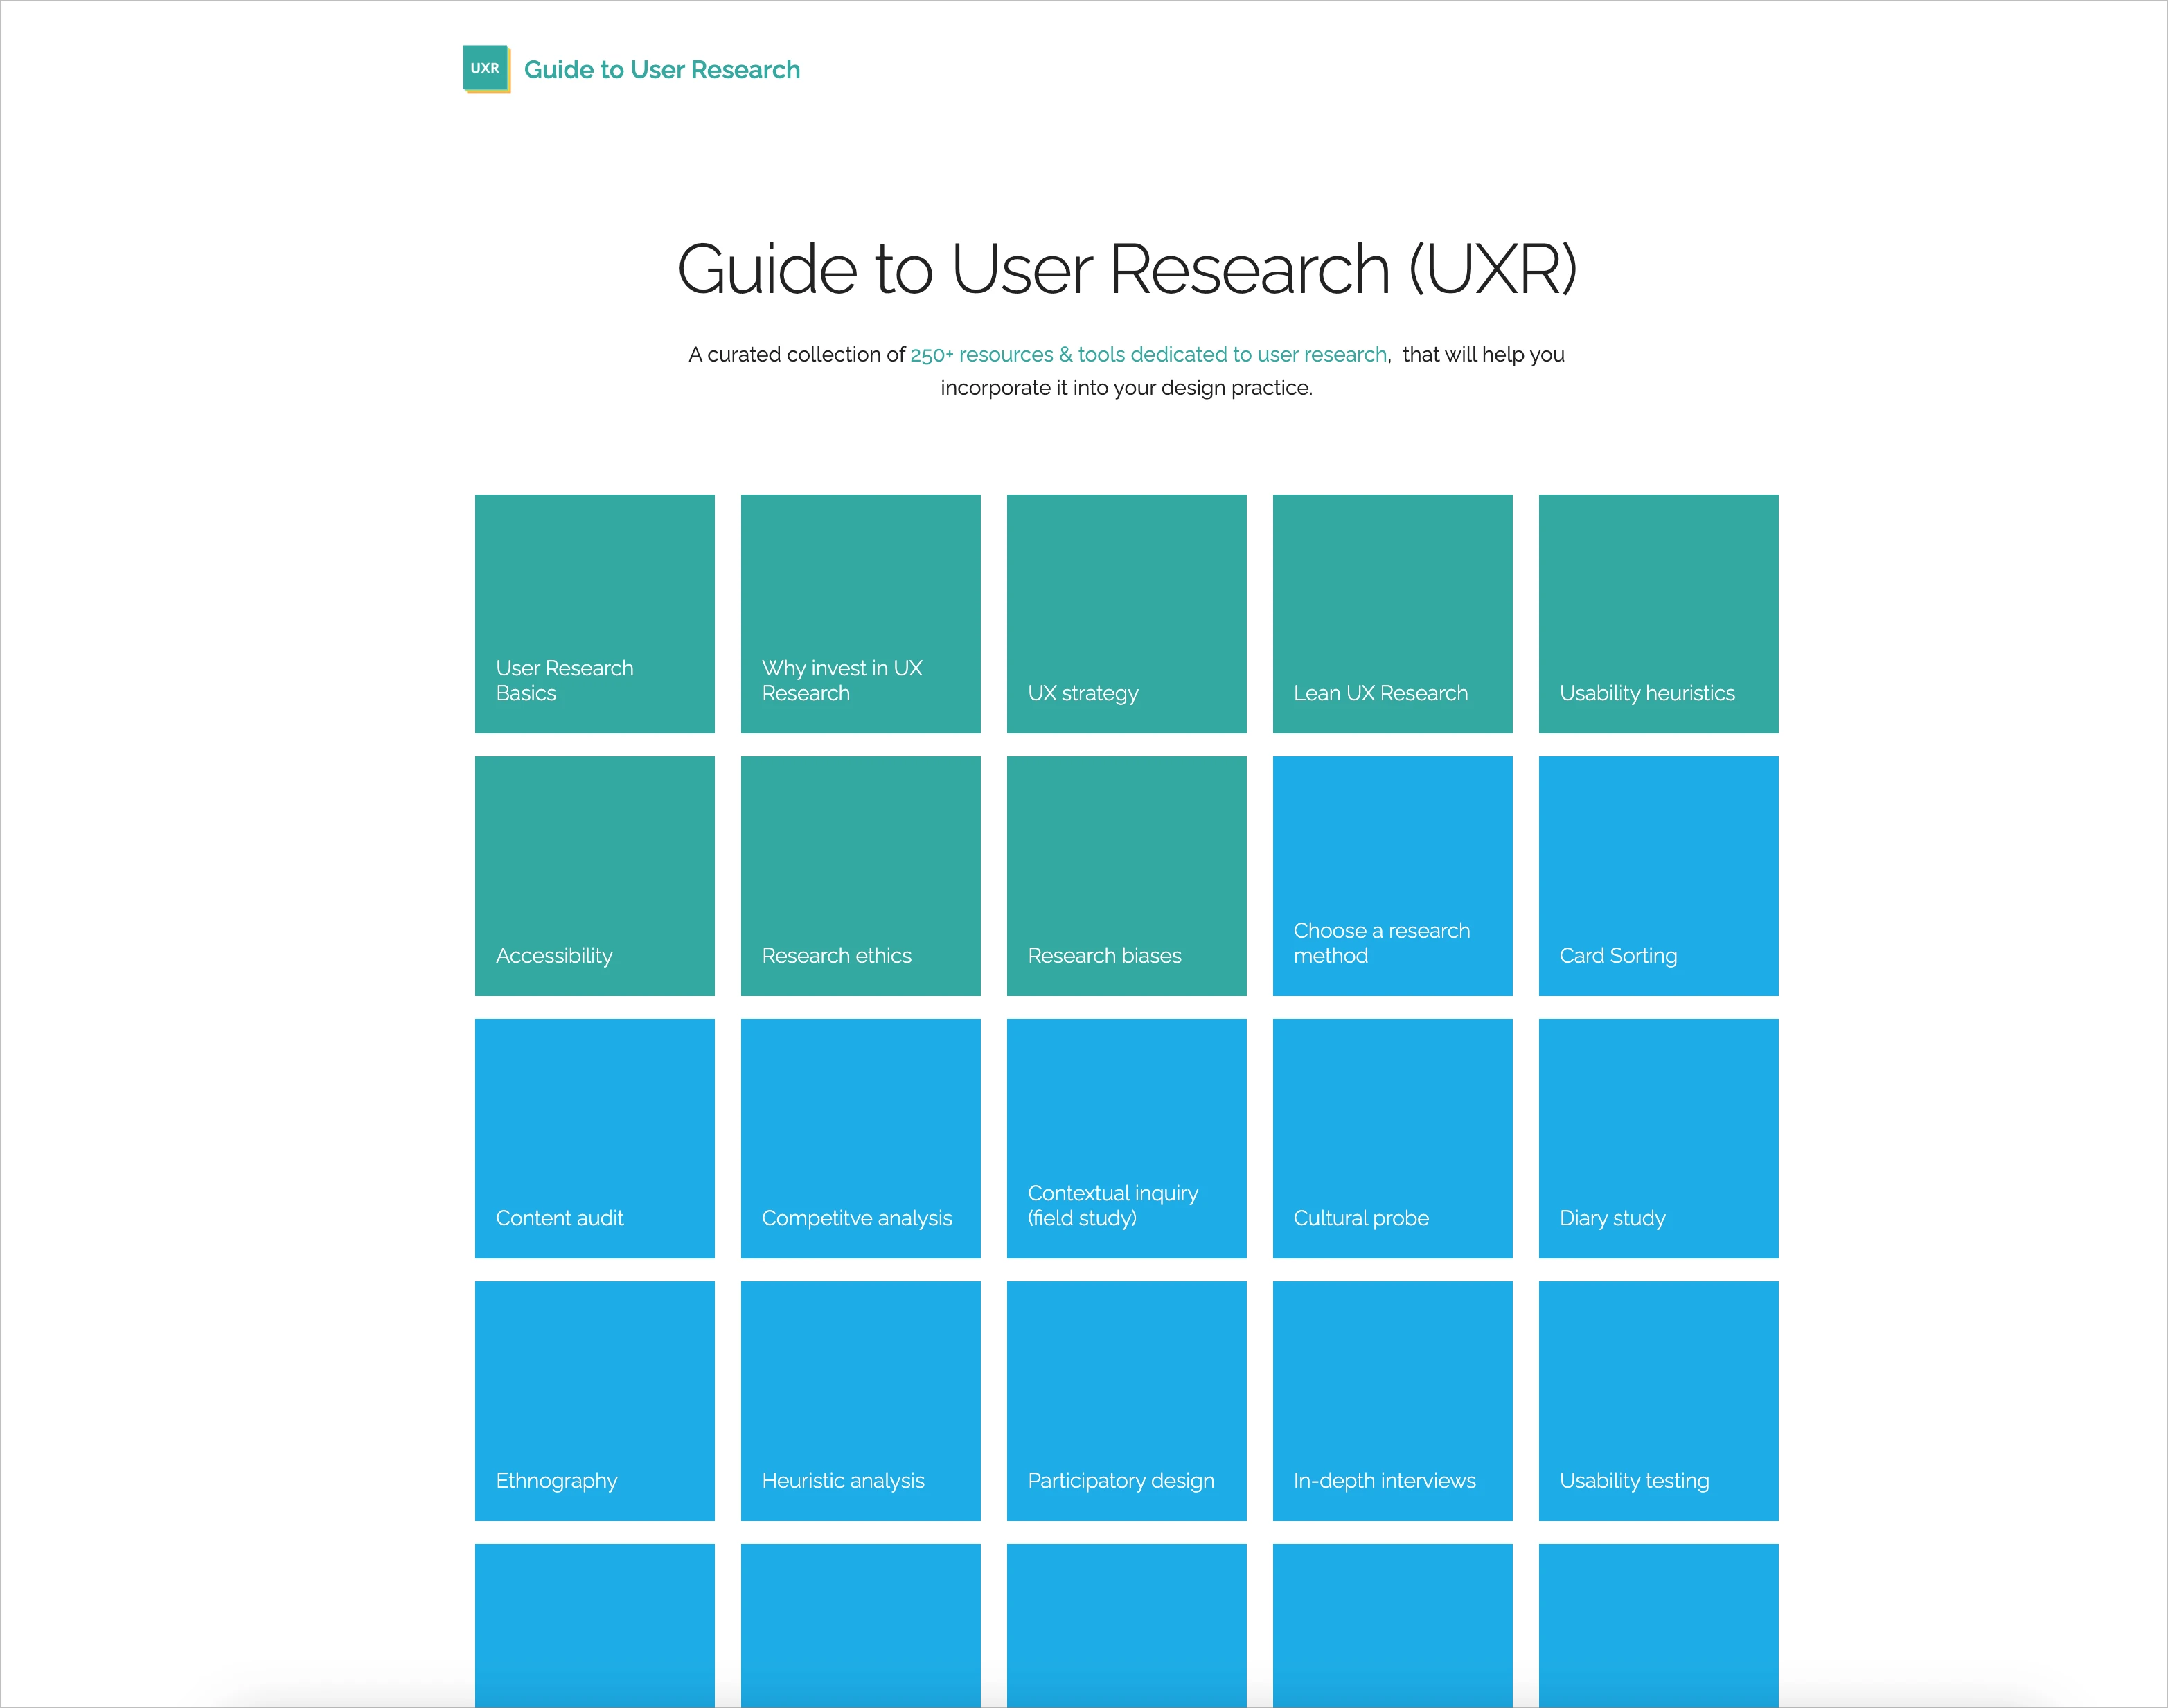 UXR
Guide to User Research
Guide to User Research (UXR)
A curated collection of 250+ resources & tools dedicated to user research, that will help you
incorporate it into your design practice.
User Research
Basics
Why invest in UX
Research
UX strategy
Lean UX Research
Usability heuristics
Accessibility
Research ethics
Research biases
Choose a research
method
Card Sorting
Content audit
Competitve analysis
Contextual inquiry
(field study)
Cultural probe
Diary study
Ethnography
Heuristic analysis
Participatory design
In-depth interviews
Usability testing